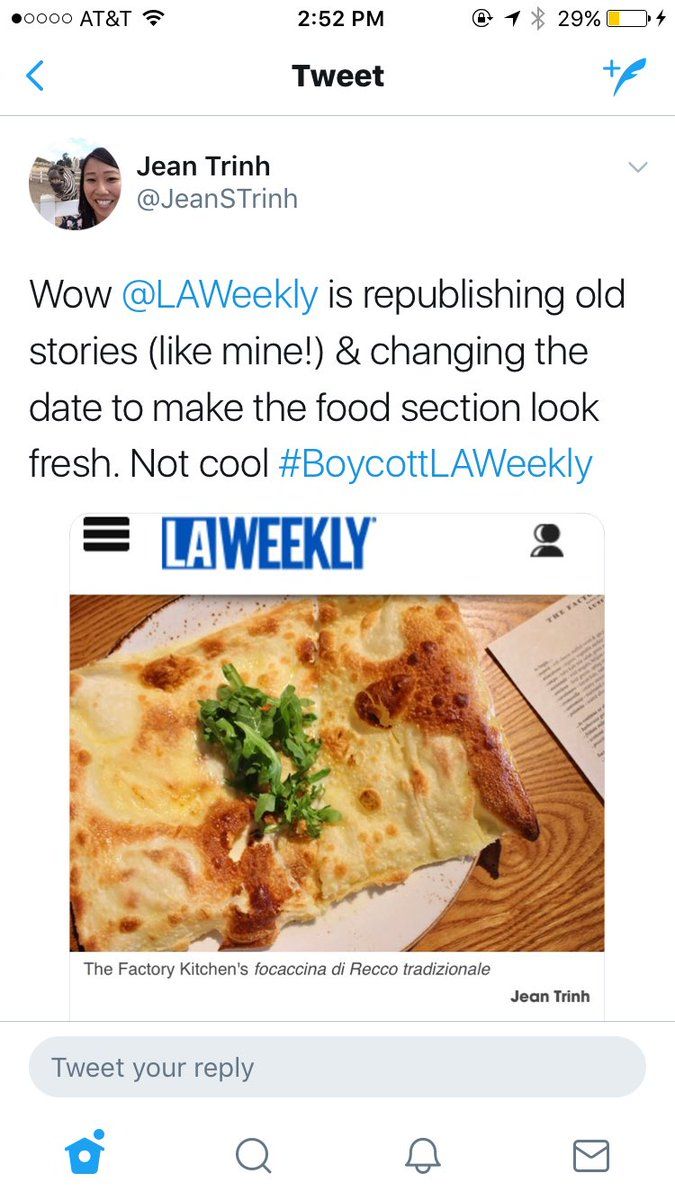 AT&T 2:52 PM 29%
Tweet
Jean Trinh
@JeanSTrinh
Wow @LAWeekly is republishing old
stories (like mine!) & changing the
date to make the food section look
fresh. Not cool #BoycottLAWeekly
LA WEEKLY
THE FACT
The Factory Kitchen's focaccina di Recco tradizionale
Jean Trinh
Tweet your reply